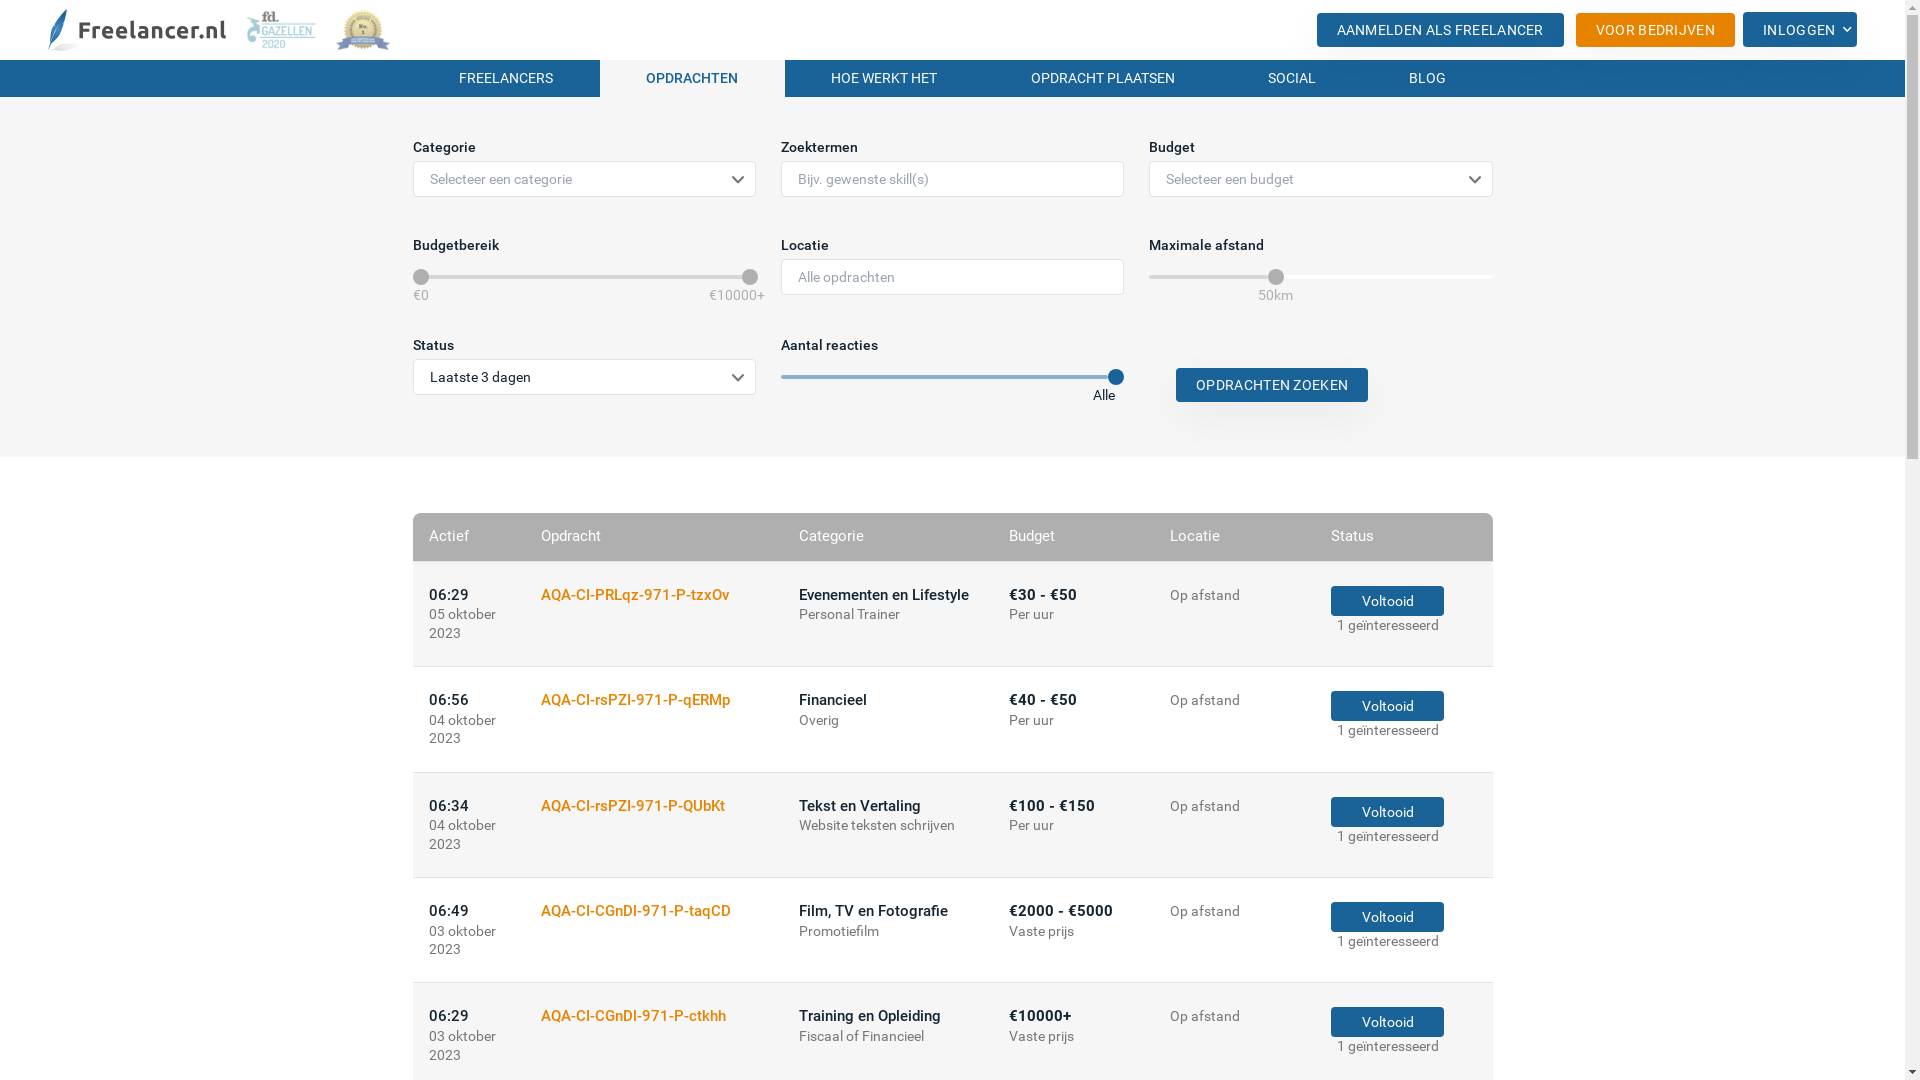 Freelancer.nl
fd.
GAZELLEN
2020
AANMELDEN ALS FREELANCER
VOOR BEDRIJVEN
INLOGGEN
FREELANCERS
OPDRACHTEN
HOE WERKT HET
OPDRACHT PLAATSEN
SOCIAL
BLOG
Categorie
Zoektermen
Budget
Selecteer een categorie
Bijv. gewenste skill(s)
Selecteer een budget
Budgetbereik
Locatie
Maximale afstand
Alle opdrachten
€0
€10000+
50km
Status
Aantal reacties
Laatste 3 dagen
Alle
OPDRACHTEN ZOEKEN
Actief Opdracht Categorie Budget Locatie Status
06:29 AQA-CI-PRLqz-971-P-tzxOv Evenementen en Lifestyle €30 - €50 Op afstand Voltooid
05 oktober Personal Trainer Per uur 1 geïnteresseerd
2023
06:56 AQA-CI-rsPZI-971-P-qERMp Financieel €40 - €50 Op afstand Voltooid
04 oktober Overig Per uur 1 geïnteresseerd
2023
06:34 AQA-CI-rsPZI-971-P-QUbKt Tekst en Vertaling €100 - €150 Op afstand Voltooid
04 oktober Website teksten schrijven Per uur 1 geïnteresseerd
2023
06:49 AQA-CI-CGnDl-971-P-taqCD Film, TV en Fotografie €2000 - €5000 Op afstand Voltooid
03 oktober Promotiefilm Vaste prijs 1 geïnteresseerd
2023
06:29 AQA-CI-CGnDl-971-P-ctkhh Training en Opleiding €10000+ Op afstand Voltooid
03 oktober Fiscaal of Financieel Vaste prijs 1 geïnteresseerd
2023